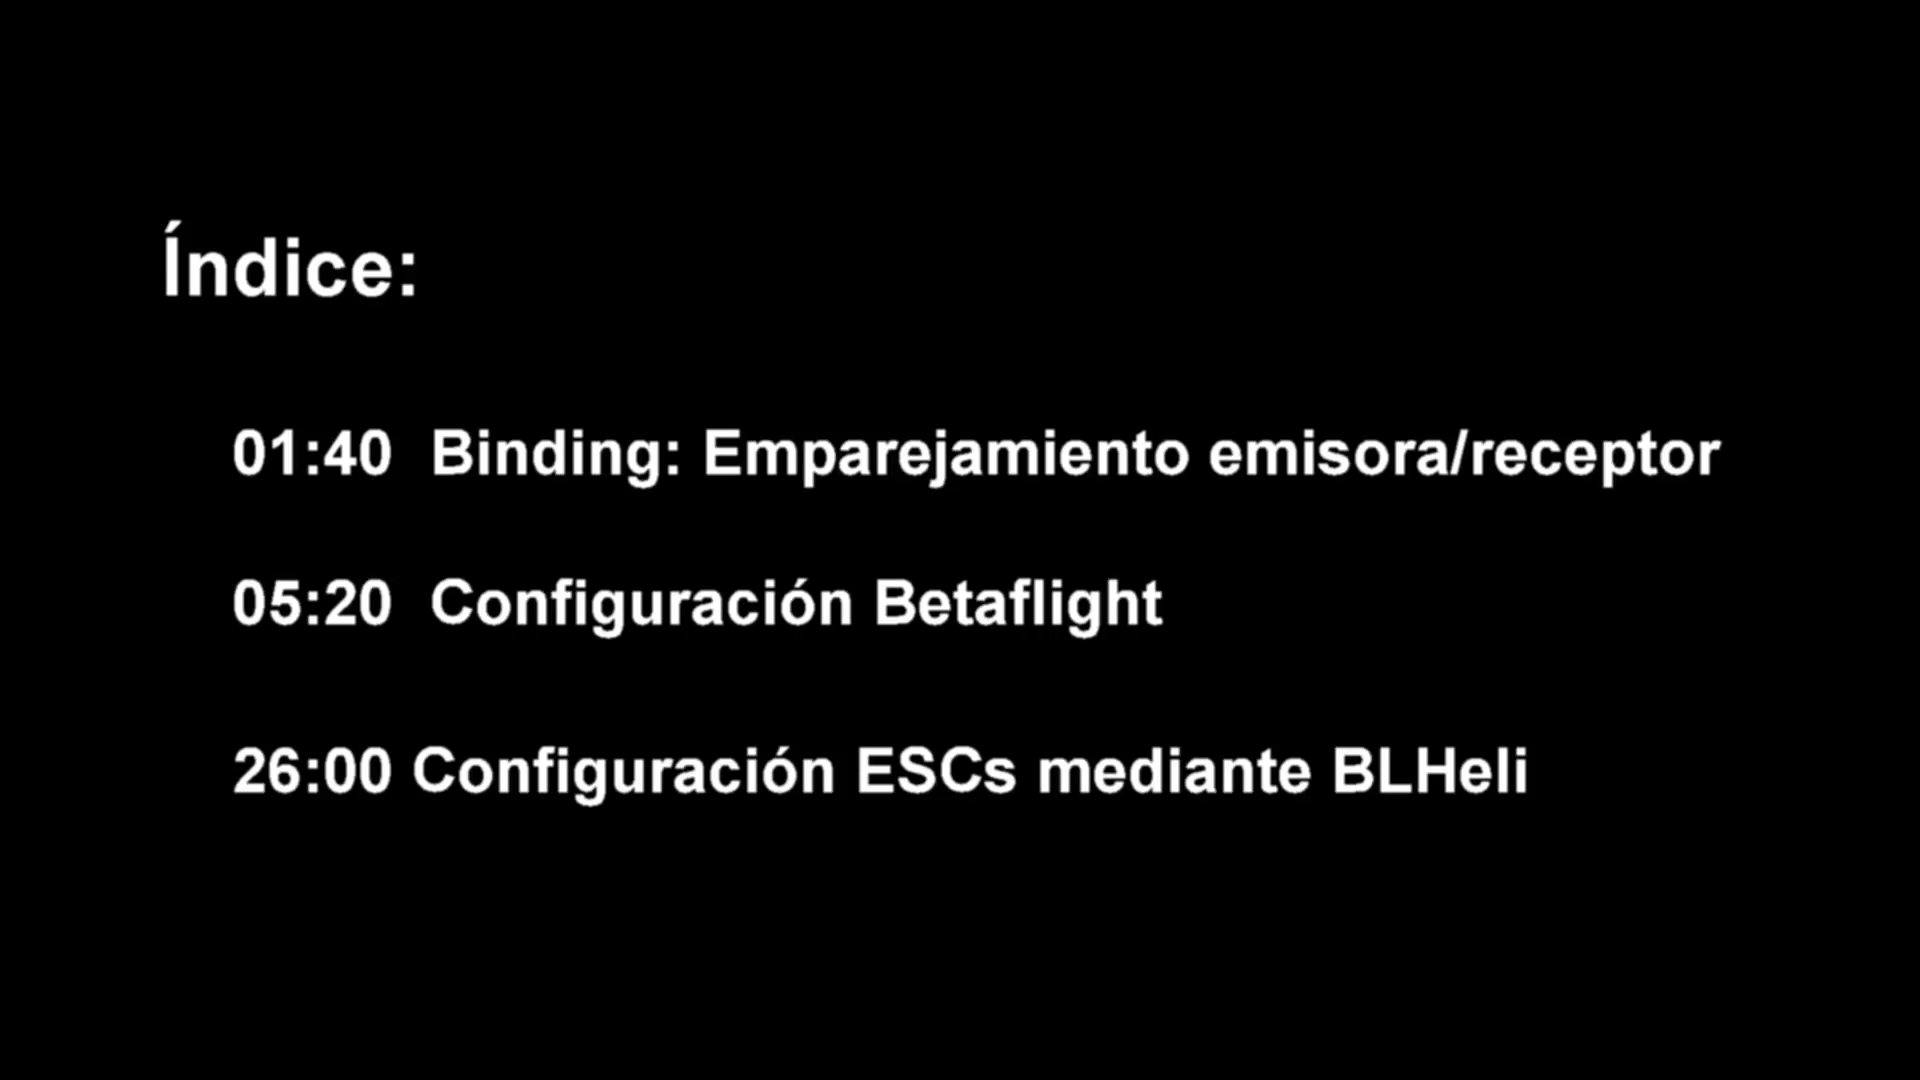 Índice:
01:40 Binding: Emparejamiento emisora/receptor
05:20 Configuración Betaflight
26:00 Configuración ESCs mediante BLHeli